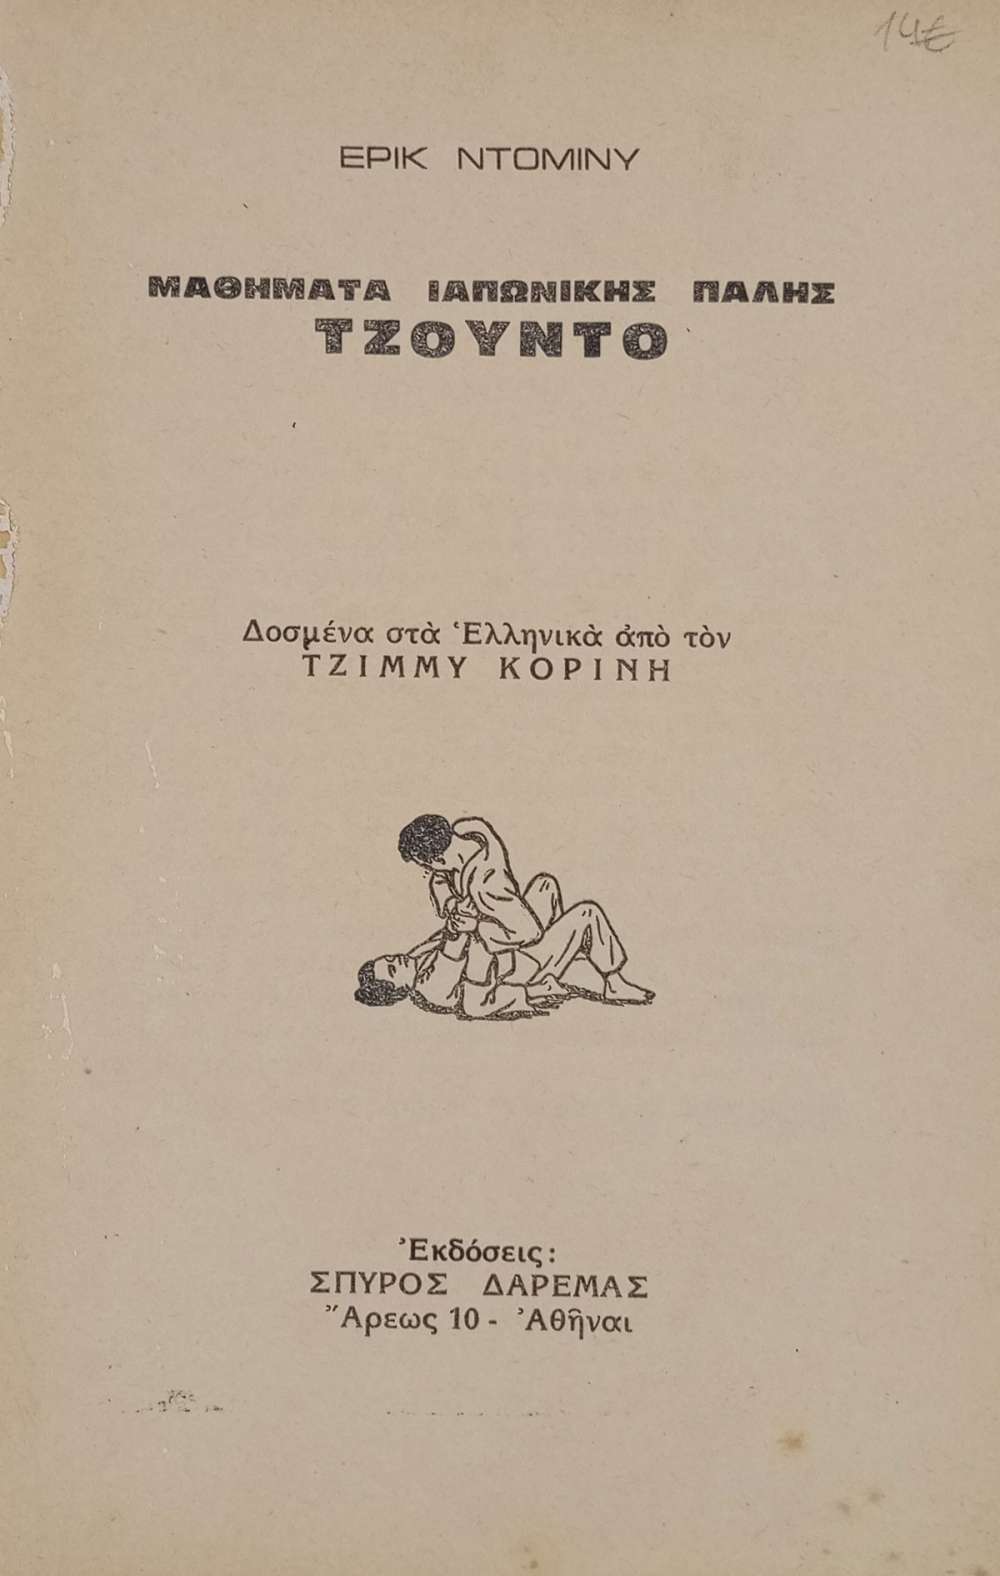 14€
ΕΡΙΚ ΝΤΟΜΙΝΥ
ΜΑΘΗΜΑΤΑ ΙΑΠΩΝΙΚΗΣ ΠΑΛΗΣ
ΤΖΟΥΝΤΟ
Δοσμένα στὰ Ἑλληνικὰ ἀπὸ τὸν
ΤΖΙΜΜΥ ΚΟΡΙΝΗ
Ἐκδόσεις:
ΣΠΥΡΟΣ ΔΑΡΕΜΑΣ
Ἄρεως 10 - Ἀθῆναι